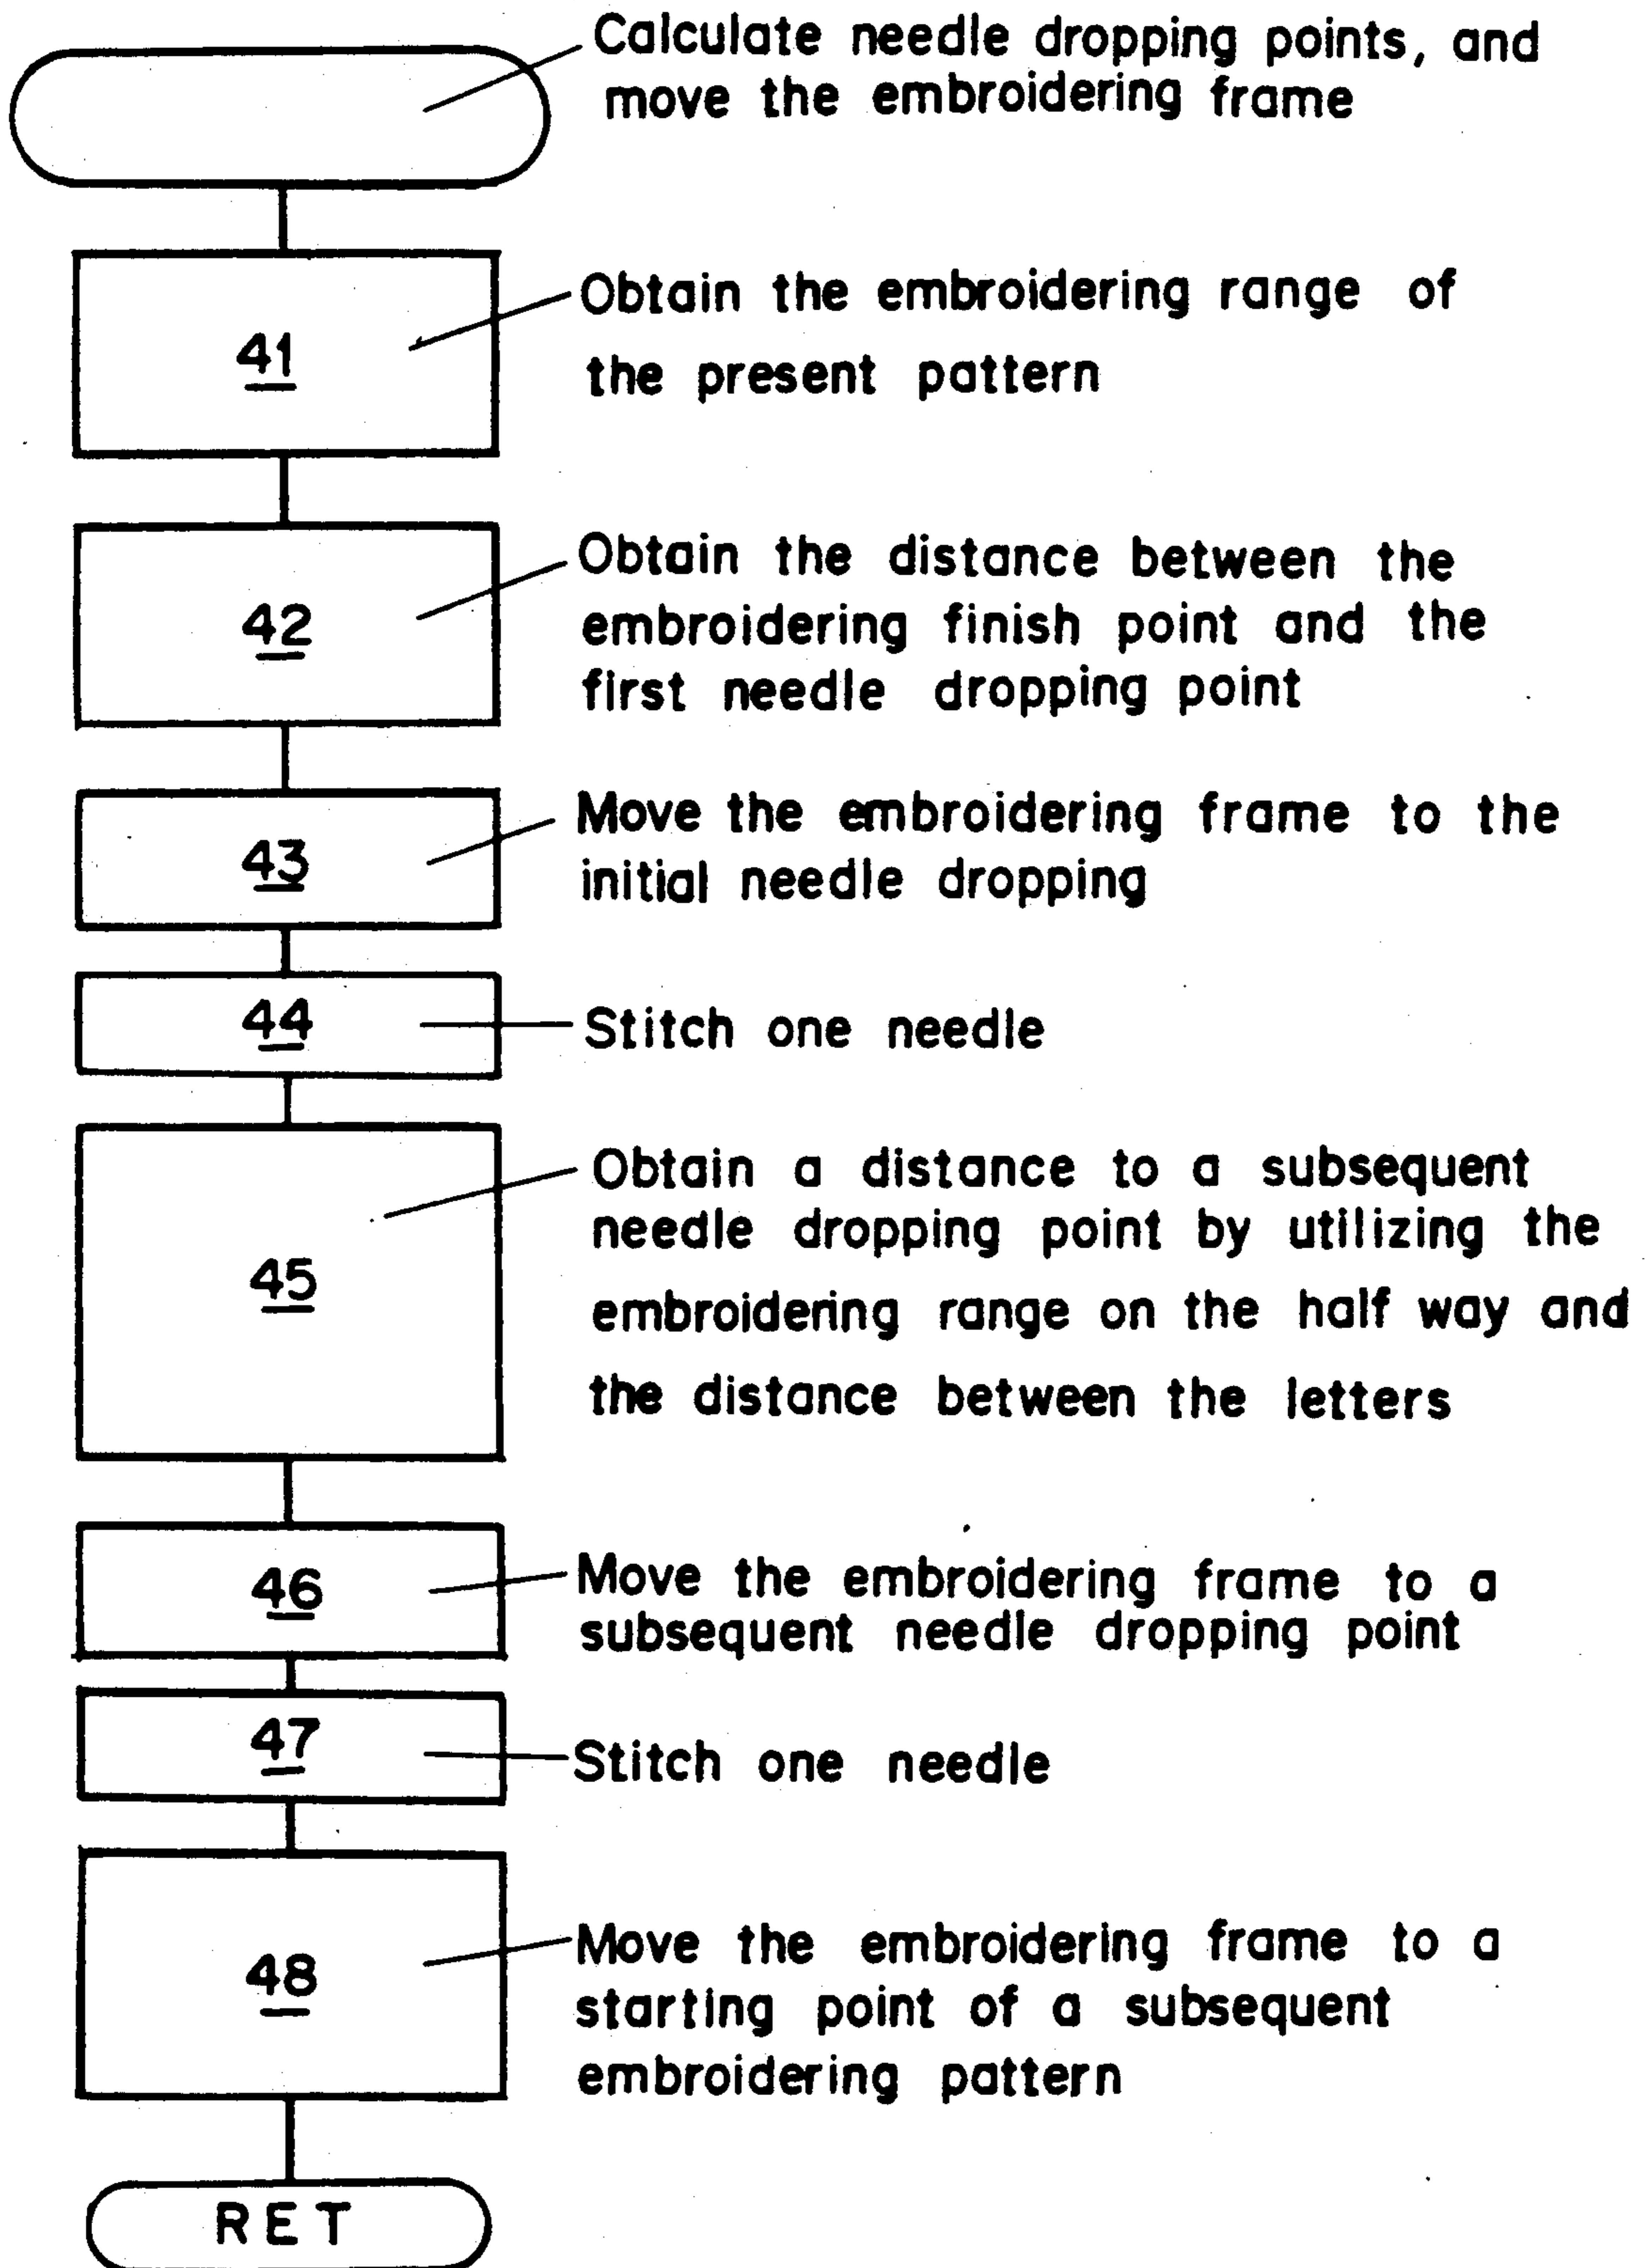 Calculate needle dropping points, and
move the embroidering frame
41
Obtain the embroidering range of
the present pattern
42
Obtain the distance between the
embroidering finish point and the
first needle dropping point
43
Move the embroidering frame to the
initial needle dropping
44
Stitch one needle
45
Obtain a distance to a subsequent
needle dropping point by utilizing the
embroidering range on the half way and
the distance between the letters
46
Move the embroidering frame to a
subsequent needle dropping point
47
Stitch one needle
48
Move the embroidering frame to a
starting point of a subsequent
embroidering pattern
RET